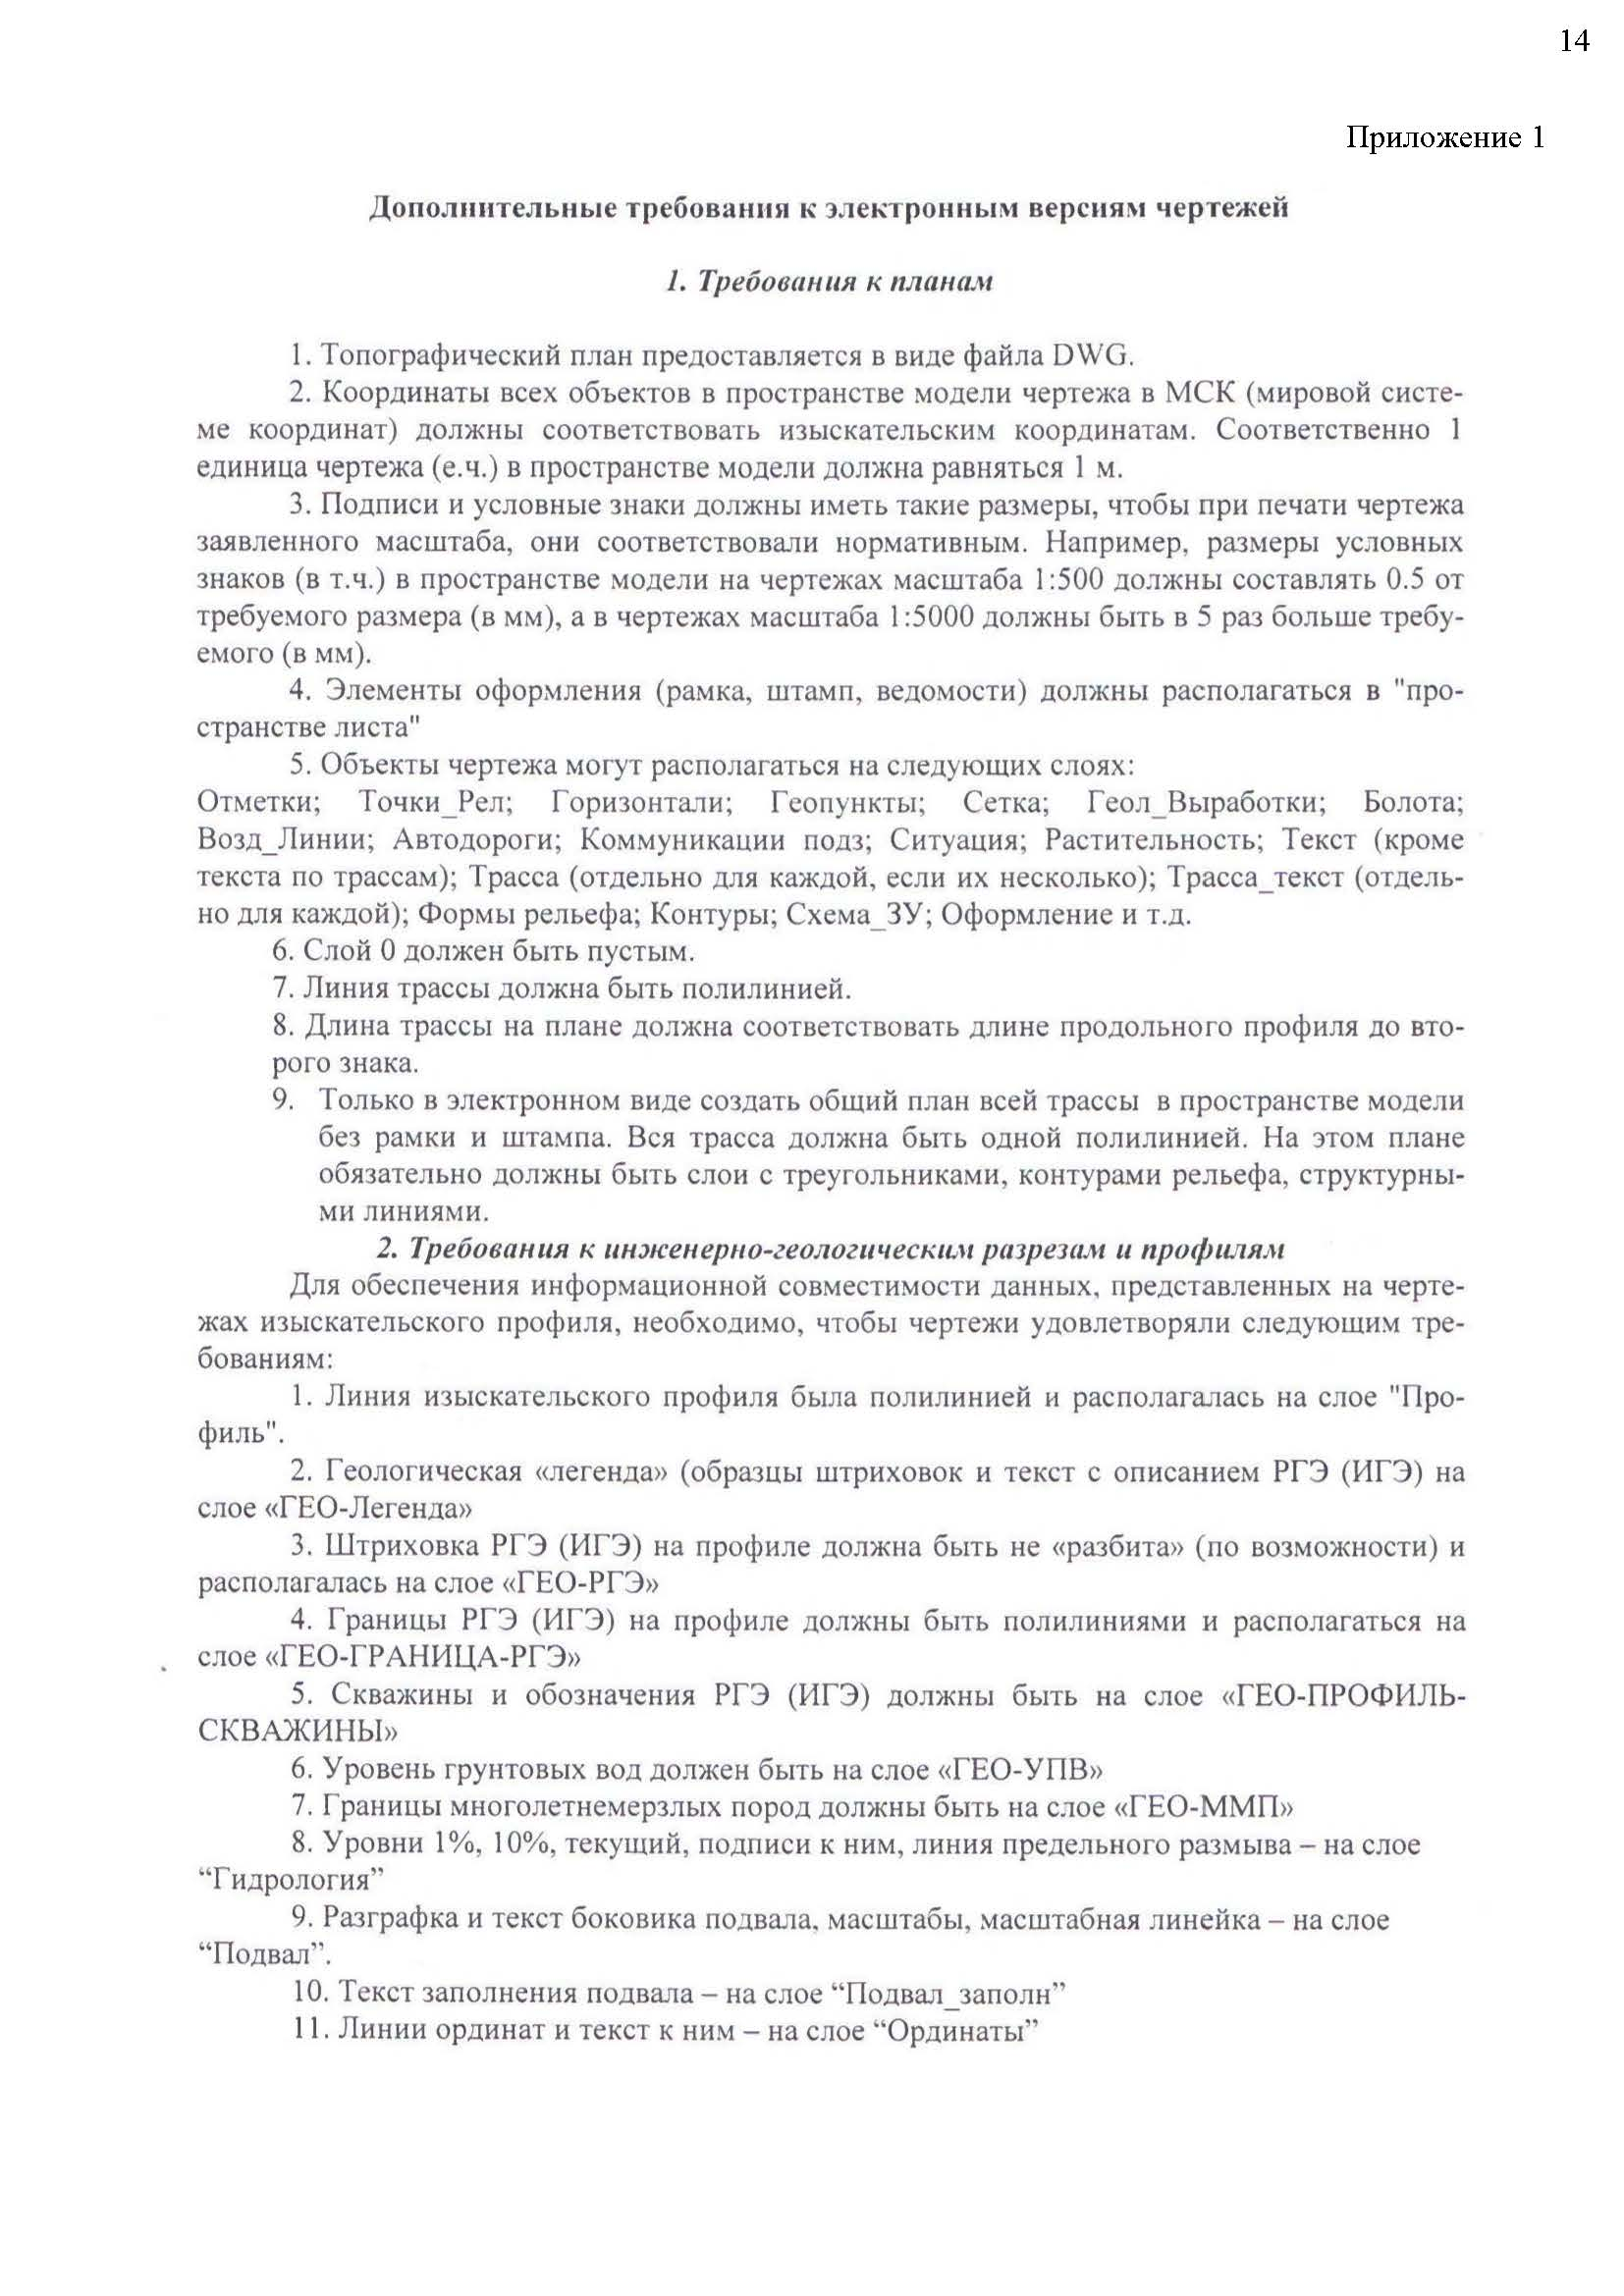 14
Приложение 1
Дополнительные требования к электронным версиям чертежей
1. Требования к планам
1. Топографический план предоставляется в виде файла DWG.
2. Координаты всех объектов в пространстве модели чертежа в МСК (мировой систе-
ме координат) должны соответствовать изыскательским координатам. Соответственно 1
единица чертежа (е.ч.) в пространстве модели должна равняться 1 м.
3. Подписи и условные знаки должны иметь такие размеры, чтобы при печати чертежа
заявленного масштаба, они соответствовали нормативным. Например, размеры условных
знаков (в т.ч.) в пространстве модели на чертежах масштаба 1:500 должны составлять 0.5 от
требуемого размера (в мм), а в чертежах масштаба 1:5000 должны быть в 5 раз больше требу-
емого (в мм).
4. Элементы оформления (рамка, штамп, ведомости) должны располагаться в "про-
странстве листа"
5. Объекты чертежа могут располагаться на следующих слоях:
Отметки; Точки_Рел; Горизонтали; Геопункты; Сетка; Геол_Выработки; Болота;
Возд_Линии; Автодороги; Коммуникации подз; Ситуация; Растительность; Текст (кроме
текста по трассам); Трасса (отдельно для каждой, если их несколько); Трасса_текст (отдель-
но для каждой); Формы рельефа; Контуры; Схема_ЗУ; Оформление и т.д.
6. Слой 0 должен быть пустым.
7. Линия трассы должна быть полилинией.
8. Длина трассы на плане должна соответствовать длине продольного профиля до вто-
рого знака.
9. Только в электронном виде создать общий план всей трассы в пространстве модели
без рамки и штампа. Вся трасса должна быть одной полилинией. На этом плане
обязательно должны быть слои с треугольниками, контурами рельефа, структурны-
ми линиями.
2. Требования к инженерно-геологическим разрезам и профилям
Для обеспечения информационной совместимости данных, представленных на черте-
жах изыскательского профиля, необходимо, чтобы чертежи удовлетворяли следующим тре-
бованиям:
1. Линия изыскательского профиля была полилинией и располагалась на слое "Про-
филь".
2. Геологическая «легенда» (образцы штриховок и текст с описанием РГЭ (ИГЭ) на
слое «ГЕО-Легенда»
3. Штриховка РГЭ (ИГЭ) на профиле должна быть не «разбита» (по возможности) и
располагалась на слое «ГЕО-РГЭ»
4. Границы РГЭ (ИГЭ) на профиле должны быть полилиниями и располагаться на
слое «ГЕО-ГРАНИЦА-РГЭ»
5. Скважины и обозначения РГЭ (ИГЭ) должны быть на слое «ГЕО-ПРОФИЛЬ-
СКВАЖИНЫ»
6. Уровень грунтовых вод должен быть на слое «ГЕО-УПВ»
7. Границы многолетнемерзлых пород должны быть на слое «ГЕО-ММП»
8. Уровни 1%, 10%, текущий, подписи к ним, линия предельного размыва – на слое
“Гидрология”
9. Разграфка и текст боковика подвала, масштабы, масштабная линейка – на слое
“Подвал”.
10. Текст заполнения подвала – на слое “Подвал_заполн”
11. Линии ординат и текст к ним – на слое “Ординаты”